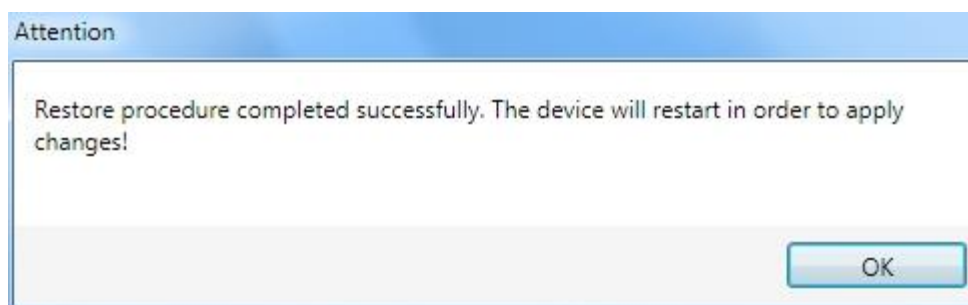 Attention
Restore procedure completed successfully. The device will restart in order to apply
changes!
OK